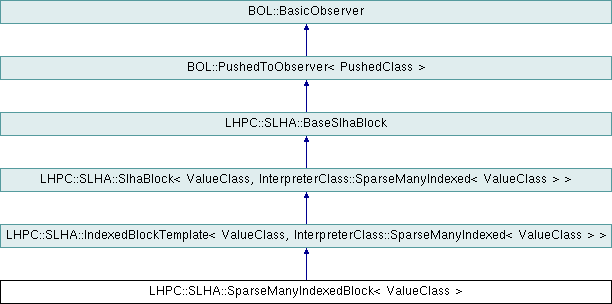 BOL::BasicObserver
BOL::PushedToObserver< PushedClass >
LHPC::SLHA::BaseSlhaBlock
LHPC::SLHA::SlhaBlock< ValueClass, InterpreterClass::SparseManyIndexed< ValueClass > >
LHPC::SLHA::IndexedBlockTemplate< ValueClass, InterpreterClass::SparseManyIndexed< ValueClass > >
LHPC::SLHA::SparseManyIndexedBlock< ValueClass >